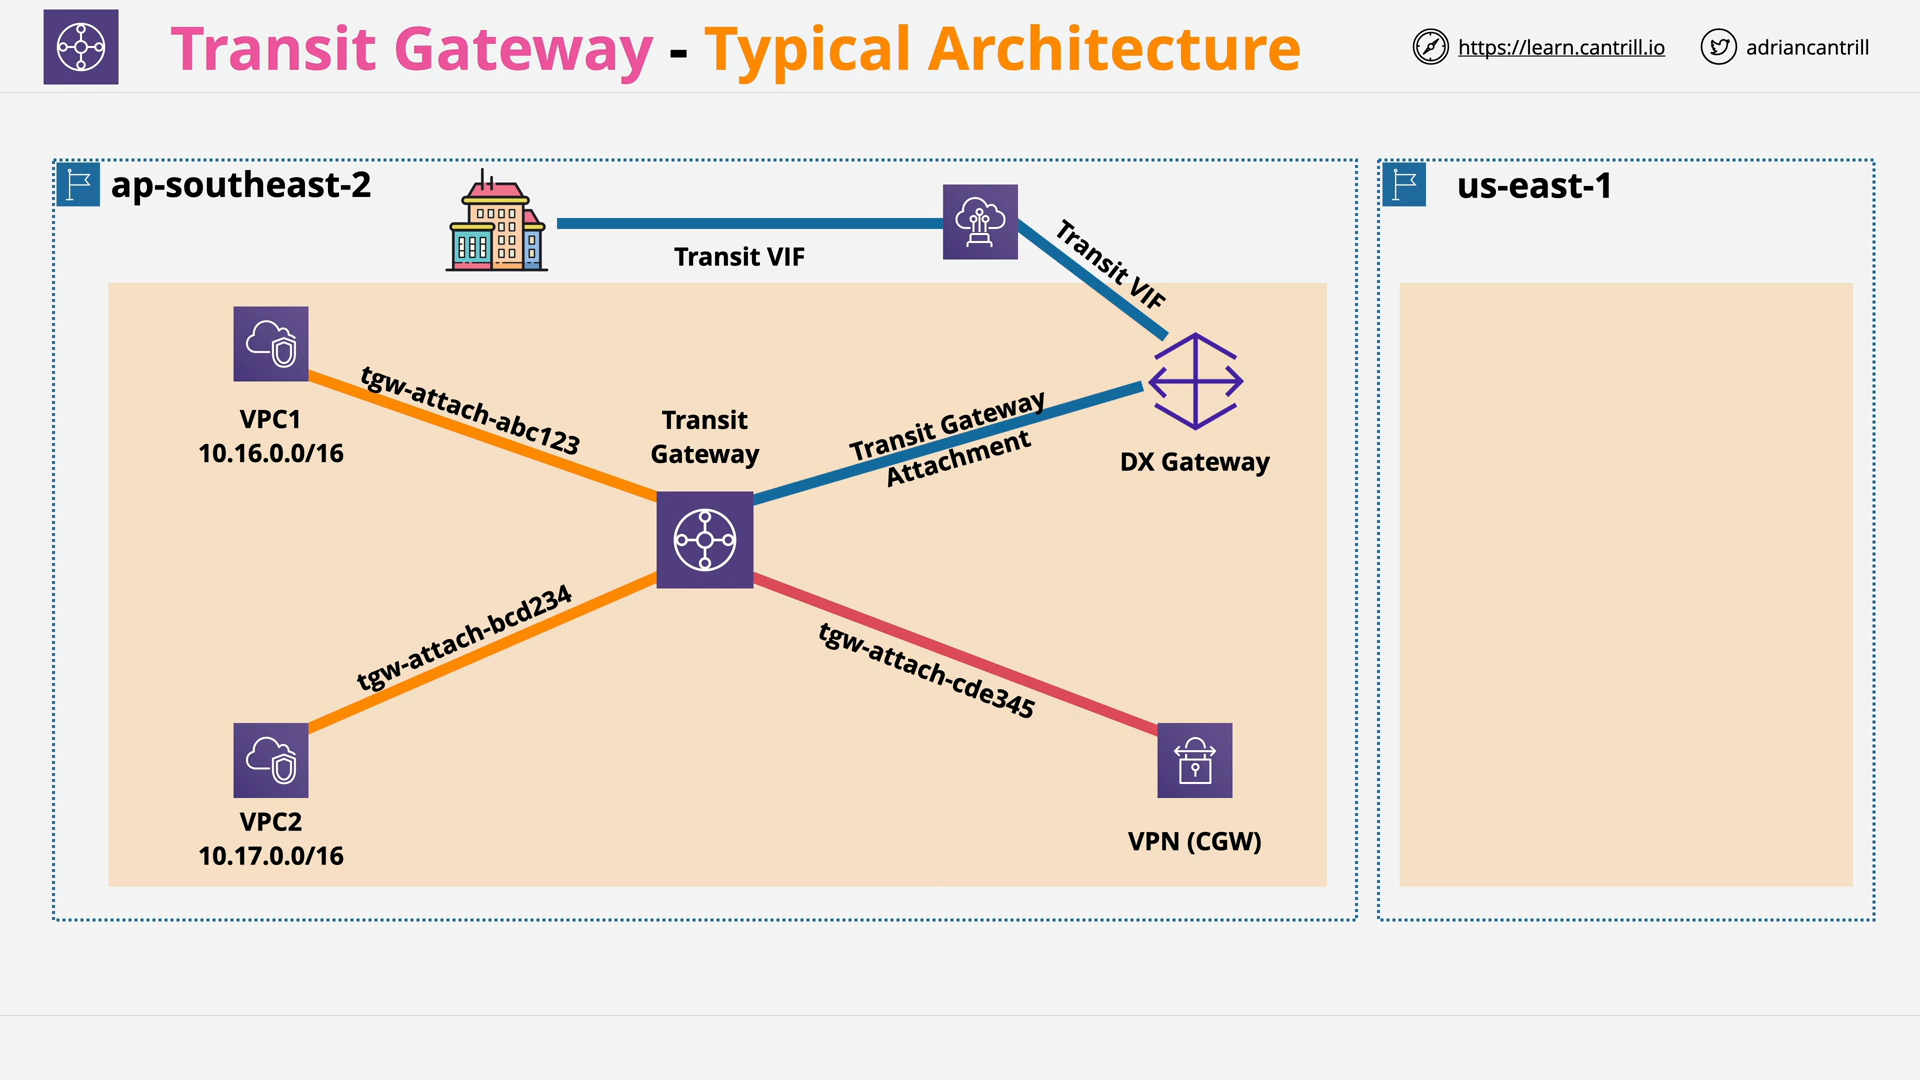 Transit Gateway - Typical Architecture
https://learn.cantrill.io
adriancantrill
ap-southeast-2
us-east-1
Transit VIF
Transit VIF
VPC1
10.16.0.0/16
tgw-attach-abc123
Transit
Gateway
Transit Gateway
Attachment
DX Gateway
tgw-attach-bcd234
tgw-attach-cde345
VPC2
10.17.0.0/16
VPN (CGW)